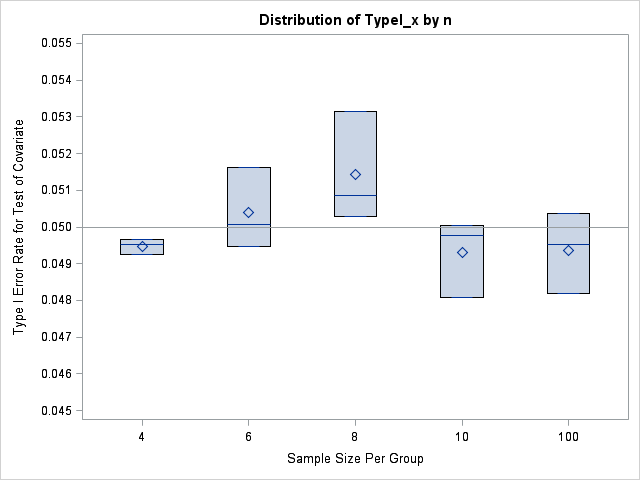 Distribution of TypeI_x by n
0.055
0.054
0.053
0.052
0.051
0.050
0.049
0.048
0.047
0.046
0.045
Type I Error Rate for Test of Covariate
4 6 8 10 100
Sample Size Per Group